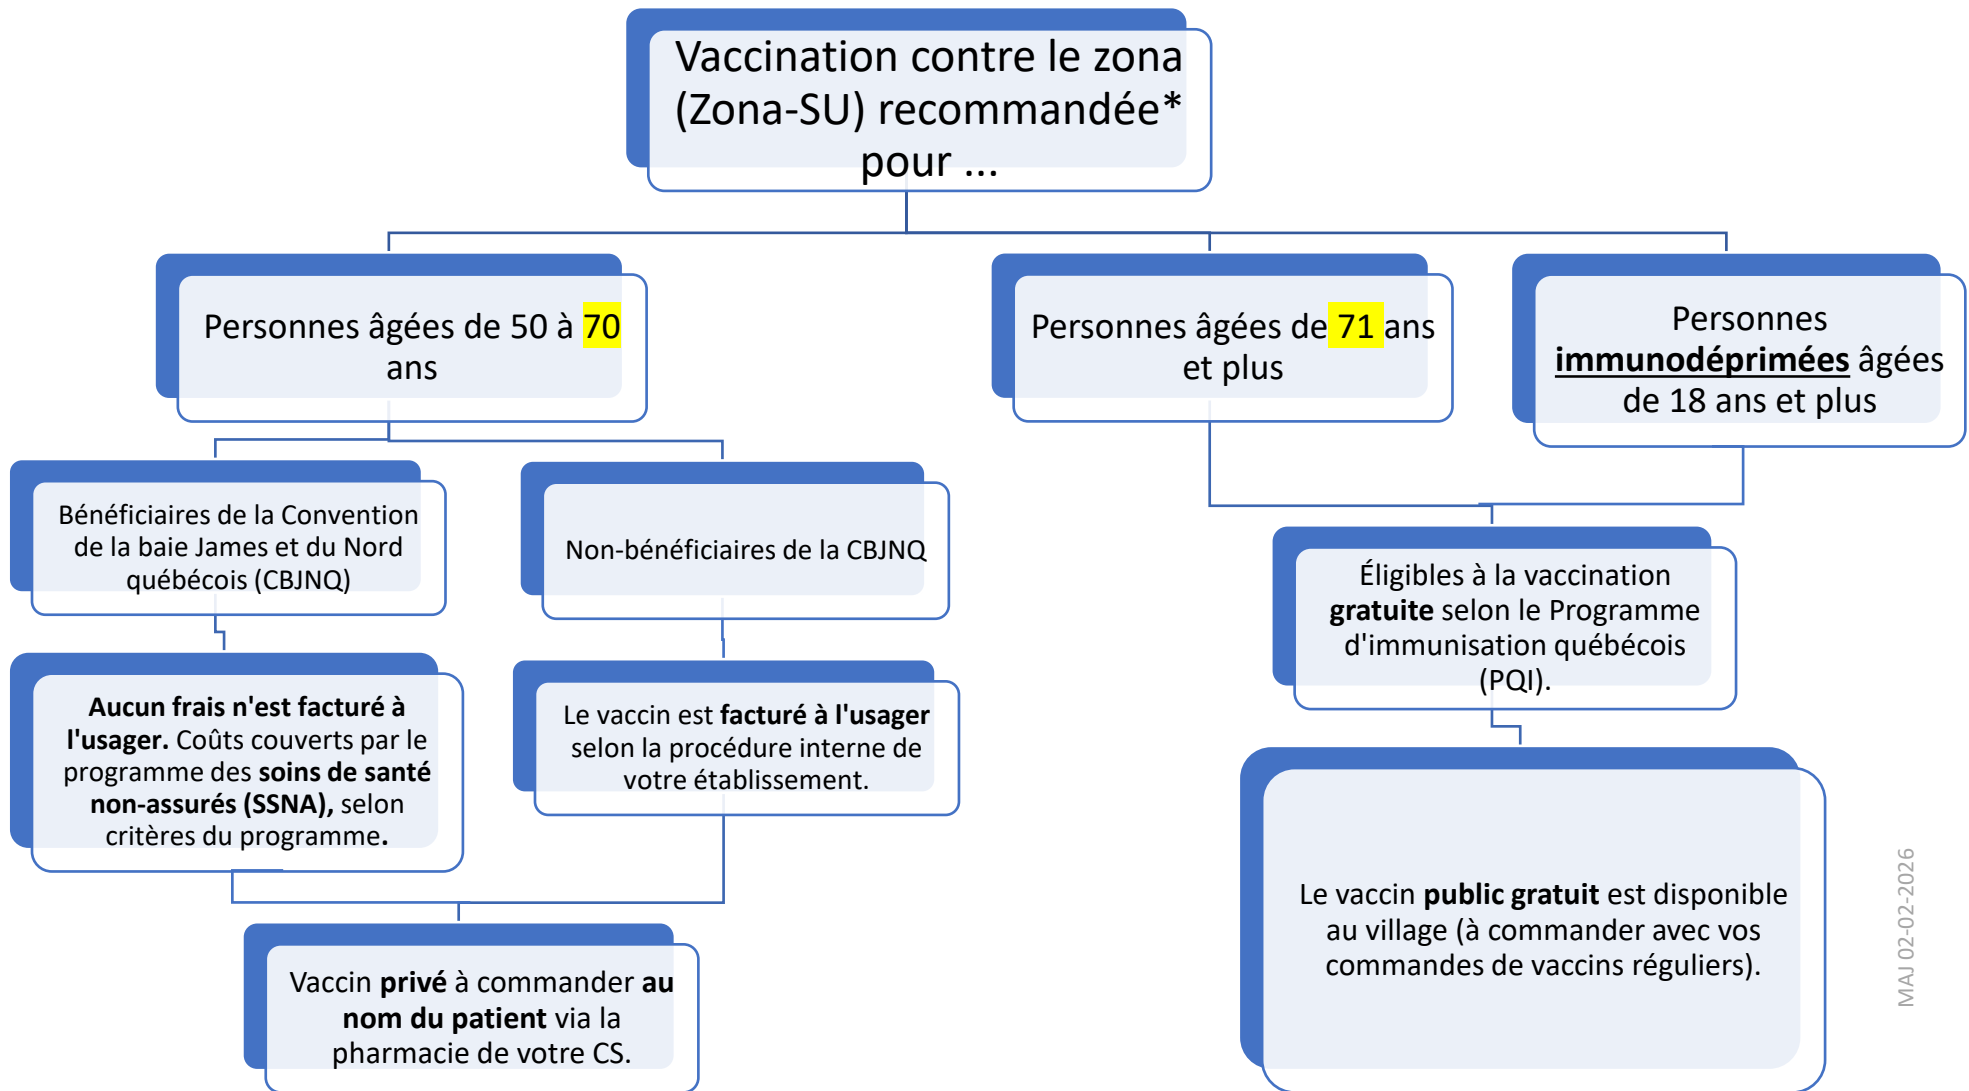 Vaccination contre le zona
(Zona-SU) recommandée*
pour ...
Personnes âgées de 50 à 70
ans
Personnes âgées de 71 ans
et plus
Personnes
immunodéprimées âgées
de 18 ans et plus
Bénéficiaires de la Convention
de la baie James et du Nord
québécois (CBJNQ)
Non-bénéficiaires de la CBJNQ
Éligibles à la vaccination
gratuite selon le Programme
d'immunisation québécois
(PQI).
Aucun frais n'est facturé à
l'usager. Coûts couverts par le
programme des soins de santé
non-assurés (SSNA), selon
critères du programme.
Le vaccin est facturé à l'usager
selon la procédure interne de
votre établissement.
Le vaccin public gratuit est disponible
au village (à commander avec vos
commandes de vaccins réguliers).
Vaccin privé à commander au
nom du patient via la
pharmacie de votre CS.
MAJ 02-02-2026